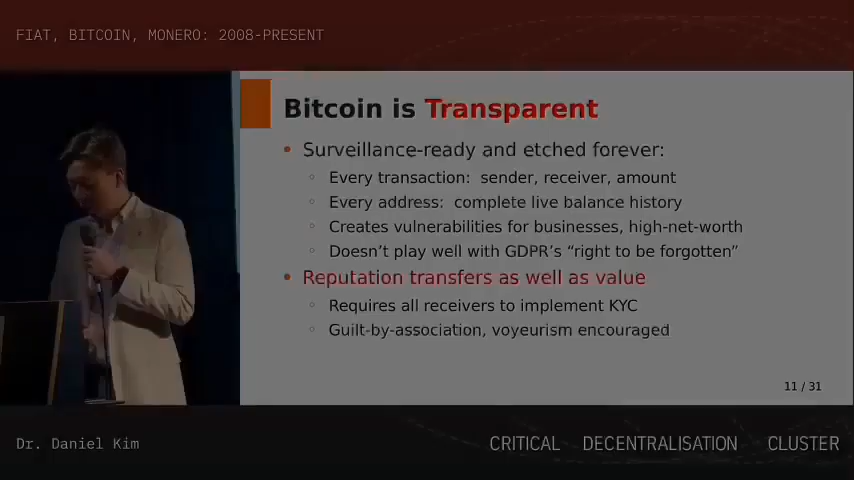 FIAT, BITCOIN, MONERO: 2008-PRESENT
Bitcoin is Transparent
• Surveillance-ready and etched forever:
◦ Every transaction: sender, receiver, amount
◦ Every address: complete live balance history
◦ Creates vulnerabilities for businesses, high-net-worth
◦ Doesn’t play well with GDPR’s “right to be forgotten”
• Reputation transfers as well as value
◦ Requires all receivers to implement KYC
◦ Guilt-by-association, voyeurism encouraged
11 / 31
Dr. Daniel Kim
CRITICAL DECENTRALISATION CLUSTER